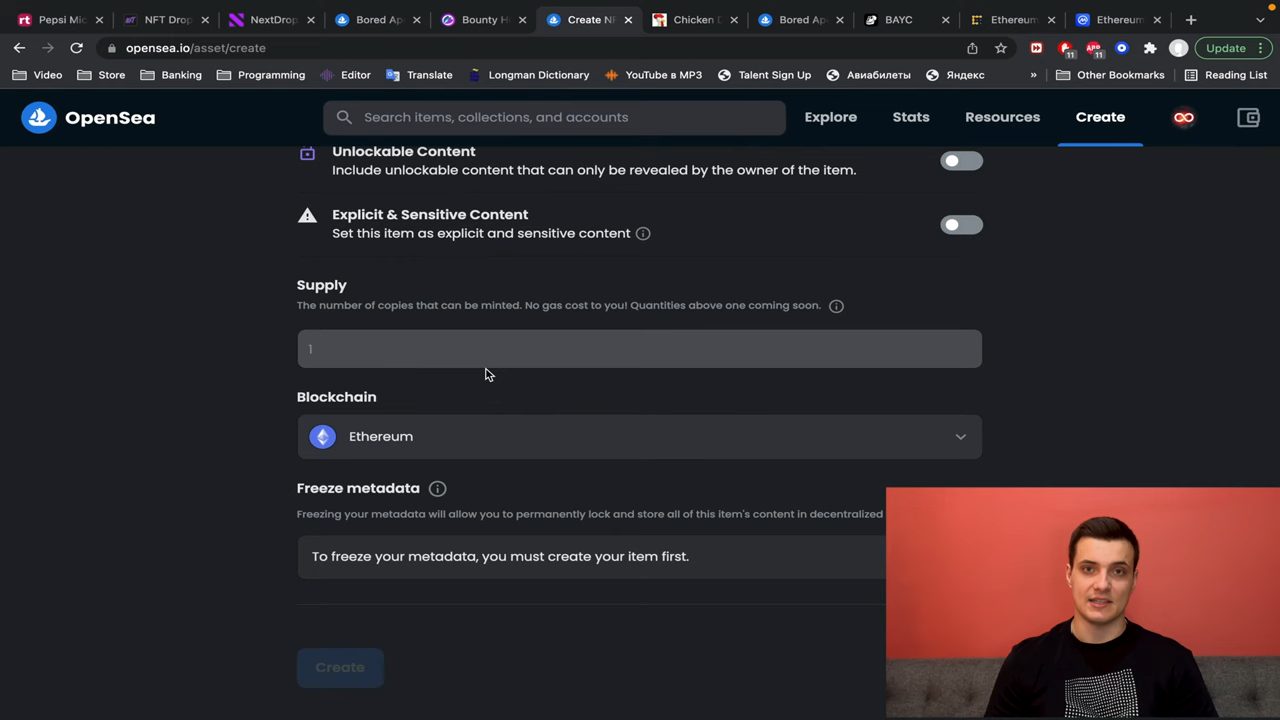 Pepsi Mic
NFT Drop
NextDrop
Bored Ap
Bounty H
Create N
Chicken D
Bored Ap
BAYC
Ethereum
Ethereum
opensea.io/asset/create
11
11
Update
Video
Store
Banking
Programming
Editor
Translate
Longman Dictionary
YouTube в MP3
Talent Sign Up
Авиабилеты
Яндекс
»
Other Bookmarks
Reading List
OpenSea
Search items, collections, and accounts
Explore
Stats
Resources
Create
Unlockable Content
Include unlockable content that can only be revealed by the owner of the item.
Explicit & Sensitive Content
Set this item as explicit and sensitive content
Supply
The number of copies that can be minted. No gas cost to you! Quantities above one coming soon.
1
Blockchain
Ethereum
Freeze metadata
Freezing your metadata will allow you to permanently lock and store all of this item's content in decentralized
To freeze your metadata, you must create your item first.
Create